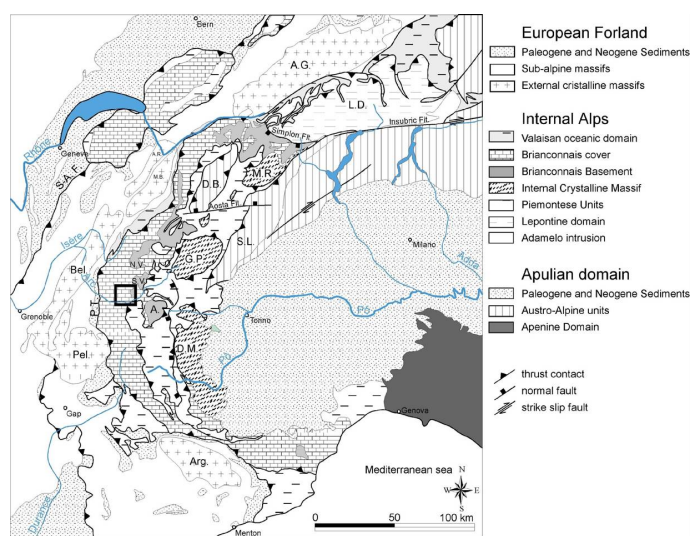 Bern
A.G.
L.D.
Insubric Flt.
Simplon Flt.
Geneve
Rhône
S.A.F.
A.R.
M.B.
M.R.
D.B.
Aosta Flt.
S.L.
Milano
Adda
Isère
Arc
Bel.
N.V.
S.V.
G.P.
P.T.
A.
Torino
Pô
Grenoble
Pel.
D.M.
Pô
Gap
Genova
Arg.
Durance
Menton
Mediterranean sea
N
W
E
S
0 50 100 km
European Forland
Paleogene and Neogene Sediments
Sub-alpine massifs
External cristalline massifs
Internal Alps
Valaisan oceanic domain
Brianconnais cover
Brianconnais Basement
Internal Crystalline Massif
Piemontese Units
Lepontine domain
Adamelo intrusion
Apulian domain
Paleogene and Neogene Sediments
Austro-Alpine units
Apenine Domain
thrust contact
normal fault
strike slip fault